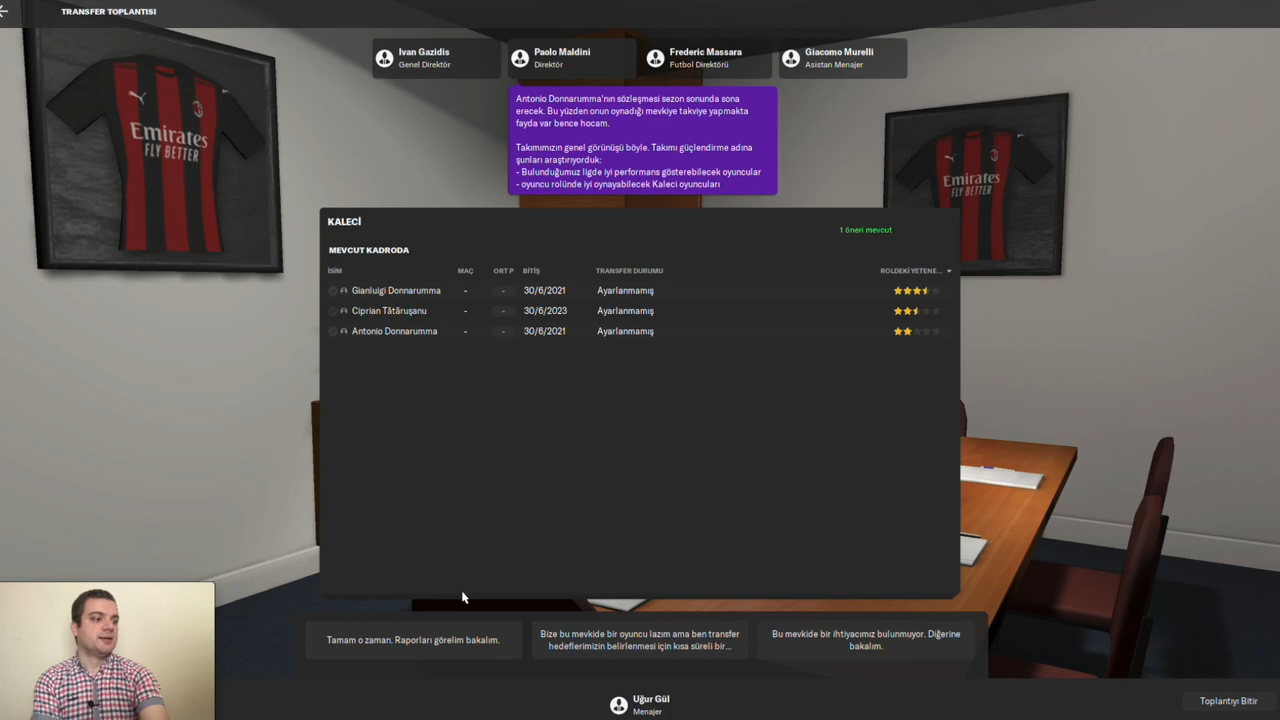 TRANSFER TOPLANTISI
Ivan Gazidis
Genel Direktör
Paolo Maldini
Direktör
Frederic Massara
Futbol Direktörü
Giacomo Murelli
Asistan Menajer
Antonio Donnarumma'nın sözleşmesi sezon sonunda sona
erecek. Bu yüzden onun oynadığı mevkiye takviye yapmakta
fayda var bence hocam.
Takımımızın genel görünüşü böyle. Takımı güçlendirme adına
şunları araştırıyorduk:
- Bulunduğumuz ligde iyi performans gösterebilecek oyuncular
- oyuncu rolünde iyi oynayabilecek Kaleci oyuncuları
Emirates
FLY BETTER
Emirates
FLY BETTER
KALECİ
1 öneri mevcut
MEVCUT KADRODA
İSİM MAÇ ORT P BİTİŞ TRANSFER DURUMU ROLDEKİ YETENE...
Gianluigi Donnarumma - - 30/6/2021 Ayarlanmamış
Ciprian Tătărușanu - - 30/6/2023 Ayarlanmamış
Antonio Donnarumma - - 30/6/2021 Ayarlanmamış
Tamam o zaman. Raporları görelim bakalım.
Bize bu mevkide bir oyuncu lazım ama ben transfer
hedeflerimizin belirlenmesi için kısa süreli bir...
Bu mevkide bir ihtiyacımız bulunmuyor. Diğerine
bakalım.
Uğur Gül
Menajer
Toplantıyı Bitir